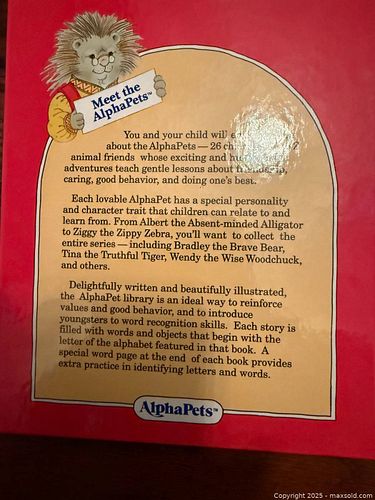 Meet the
AlphaPets™
You and your child will
about the AlphaPets — 26
animal friends whose exciting and
adventures teach gentle lessons about
caring, good behavior, and doing one's best.
Each lovable AlphaPet has a special personality
and character trait that children can relate to and
learn from. From Albert the Absent-minded Alligator
to Ziggy the Zippy Zebra, you'll want to collect the
entire series — including Bradley the Brave Bear,
Tina the Truthful Tiger, Wendy the Wise Woodchuck,
and others.
Delightfully written and beautifully illustrated,
the AlphaPet library is an ideal way to reinforce
values and good behavior, and to introduce
youngsters to word recognition skills. Each story is
filled with words and objects that begin with the
letter of the alphabet featured in that book. A
special word page at the end of each book provides
extra practice in identifying letters and words.
AlphaPets™
Copyright 2025 - maxsold.com